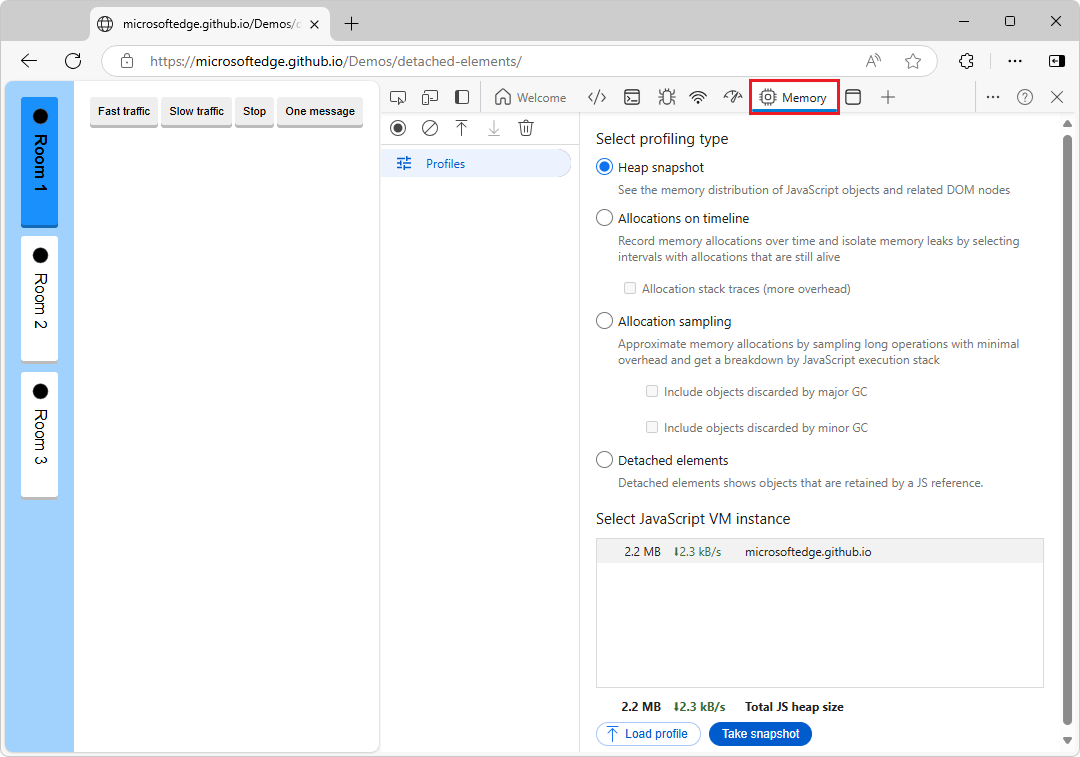 microsoftedge.github.io/Demos/c
https://microsoftedge.github.io/Demos/detached-elements/
Room 1
Room 2
Room 3
Fast traffic
Slow traffic
Stop
One message
Welcome
Memory
Profiles
Select profiling type
Heap snapshot
See the memory distribution of JavaScript objects and related DOM nodes
Allocations on timeline
Record memory allocations over time and isolate memory leaks by selecting
intervals with allocations that are still alive
Allocation stack traces (more overhead)
Allocation sampling
Approximate memory allocations by sampling long operations with minimal
overhead and get a breakdown by JavaScript execution stack
Include objects discarded by major GC
Include objects discarded by minor GC
Detached elements
Detached elements shows objects that are retained by a JS reference.
Select JavaScript VM instance
2.2 MB ⬇2.3 kB/s microsoftedge.github.io
2.2 MB ⬇2.3 kB/s Total JS heap size
Load profile
Take snapshot